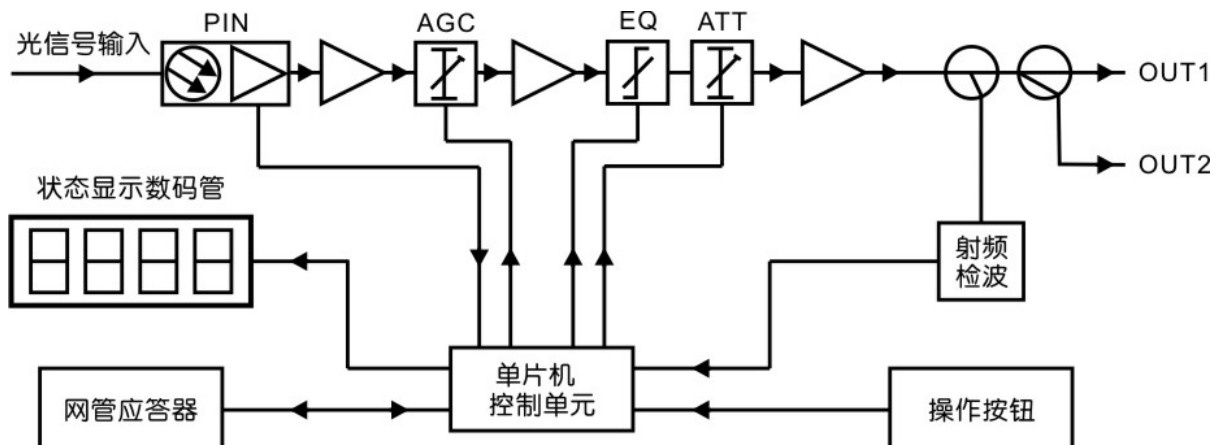 光信号输入
PIN
AGC
EQ
ATT
OUT1
OUT2
状态显示数码管
射频
检波
单片机
控制单元
网管应答器
操作按钮